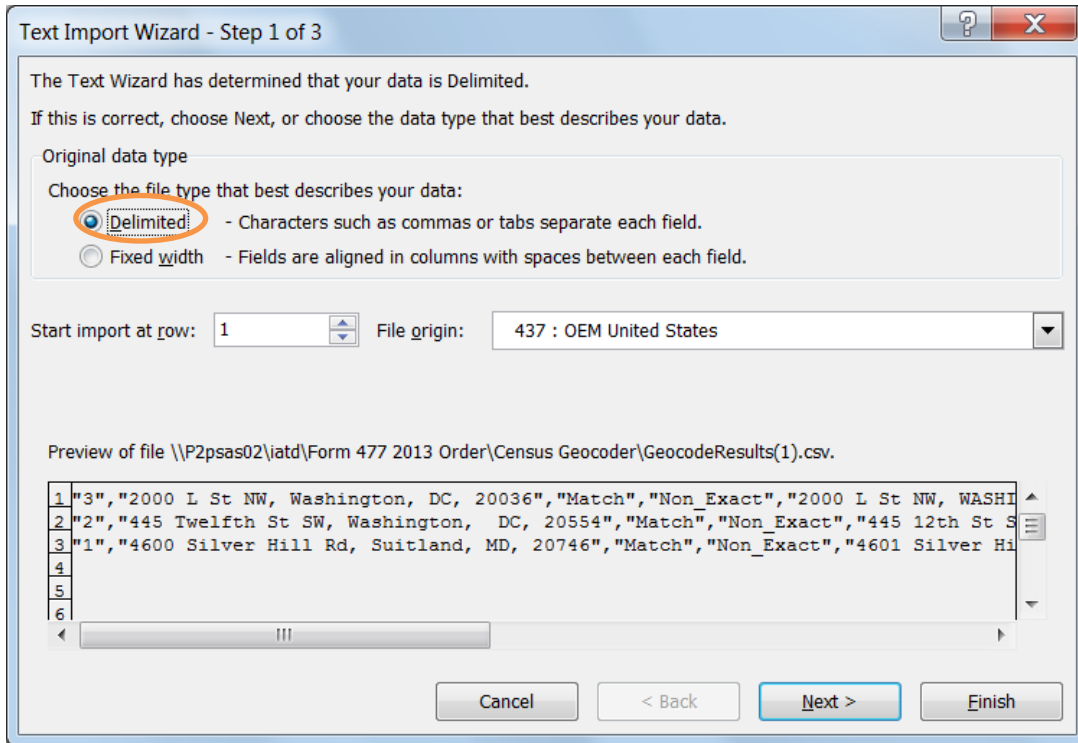 Text Import Wizard - Step 1 of 3
The Text Wizard has determined that your data is Delimited.
If this is correct, choose Next, or choose the data type that best describes your data.
Original data type
Choose the file type that best describes your data:
Delimited - Characters such as commas or tabs separate each field.
Fixed width - Fields are aligned in columns with spaces between each field.
Start import at row: 1 File origin: 437 : OEM United States
Preview of file \\P2psas02\iatd\Form 477 2013 Order\Census Geocoder\GeocodeResults(1).csv.
1 "3","2000 L St NW, Washington, DC, 20036","Match","Non_Exact","2000 L St NW, WASHI
2 "2","445 Twelfth St SW, Washington,  DC, 20554","Match","Non_Exact","445 12th St S
3 "1","4600 Silver Hill Rd, Suitland, MD, 20746","Match","Non_Exact","4601 Silver Hi
4
5
6
Cancel < Back Next > Finish